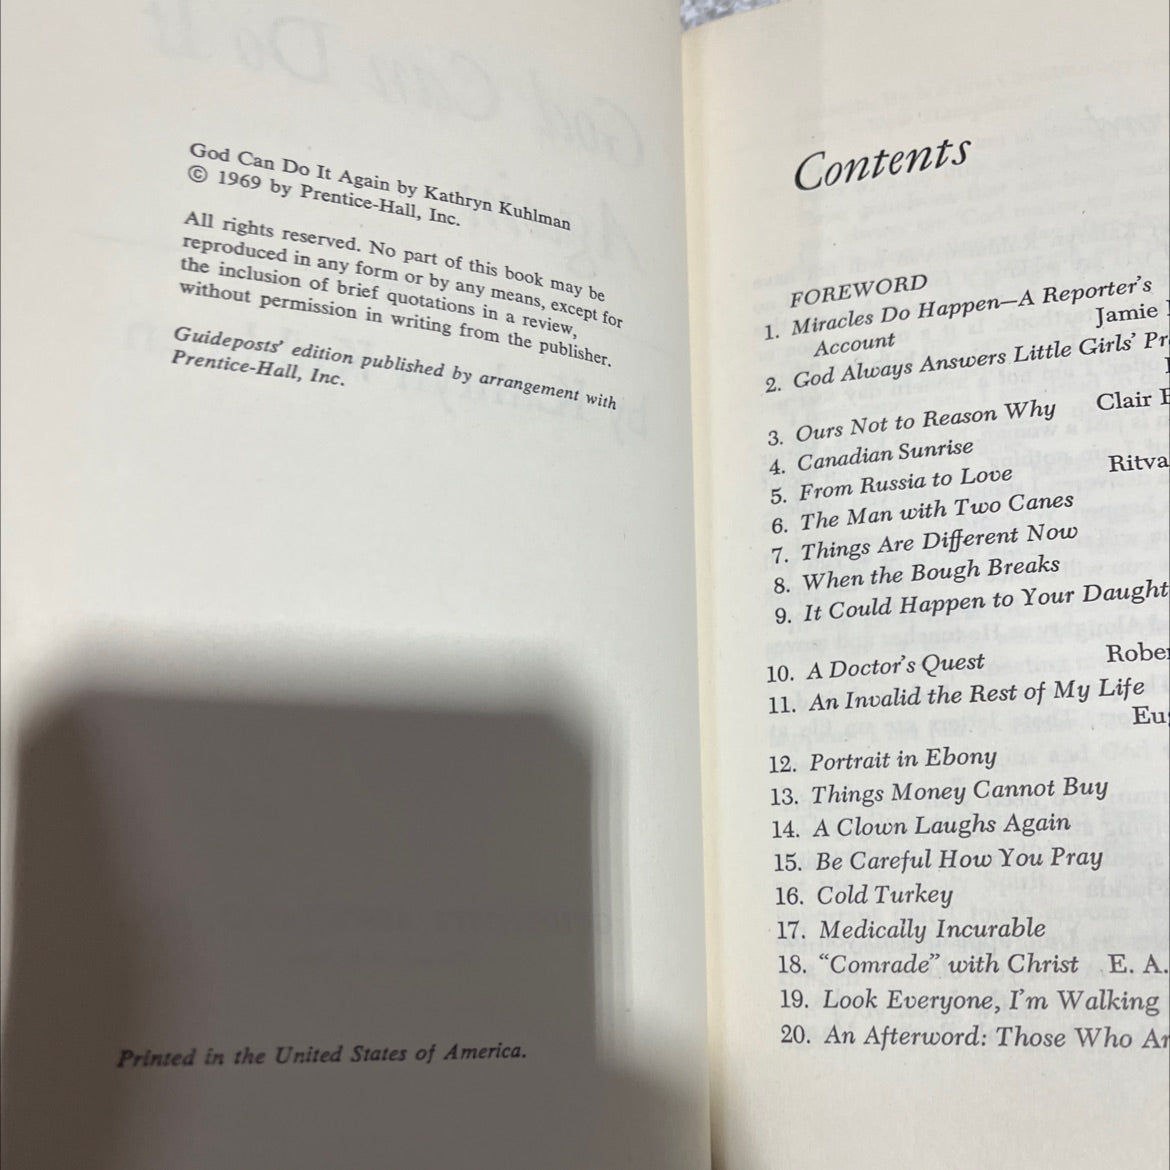 God Can Do It Again by Kathryn Kuhlman
© 1969 by Prentice-Hall, Inc.
All rights reserved. No part of this book may be
reproduced in any form or by any means, except for
the inclusion of brief quotations in a review,
without permission in writing from the publisher.
Guideposts' edition published by arrangement with
Prentice-Hall, Inc.
Printed in the United States of America.
Contents
FOREWORD
1. Miracles Do Happen—A Reporter's
Account Jamie
2. God Always Answers Little Girls'
3. Ours Not to Reason Why Clair
4. Canadian Sunrise
5. From Russia to Love Ritva
6. The Man with Two Canes
7. Things Are Different Now
8. When the Bough Breaks
9. It Could Happen to Your
10. A Doctor's Quest
11. An Invalid the Rest of My Life
12. Portrait in Ebony
13. Things Money Cannot Buy
14. A Clown Laughs Again
15. Be Careful How You Pray
16. Cold Turkey
17. Medically Incurable
18. “Comrade” with Christ E. A.
19. Look Everyone, I'm Walking
20. An Afterword: Those Who